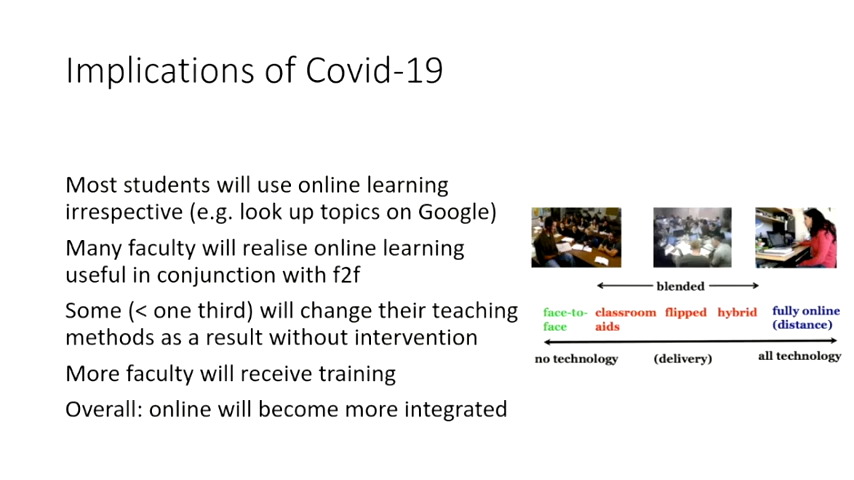 Implications of Covid-19
Most students will use online learning
irrespective (e.g. look up topics on Google)
Many faculty will realise online learning
useful in conjunction with f2f
Some (< one third) will change their teaching
methods as a result without intervention
More faculty will receive training
Overall: online will become more integrated
blended
face-to-face classroom aids flipped hybrid fully online (distance)
no technology (delivery) all technology